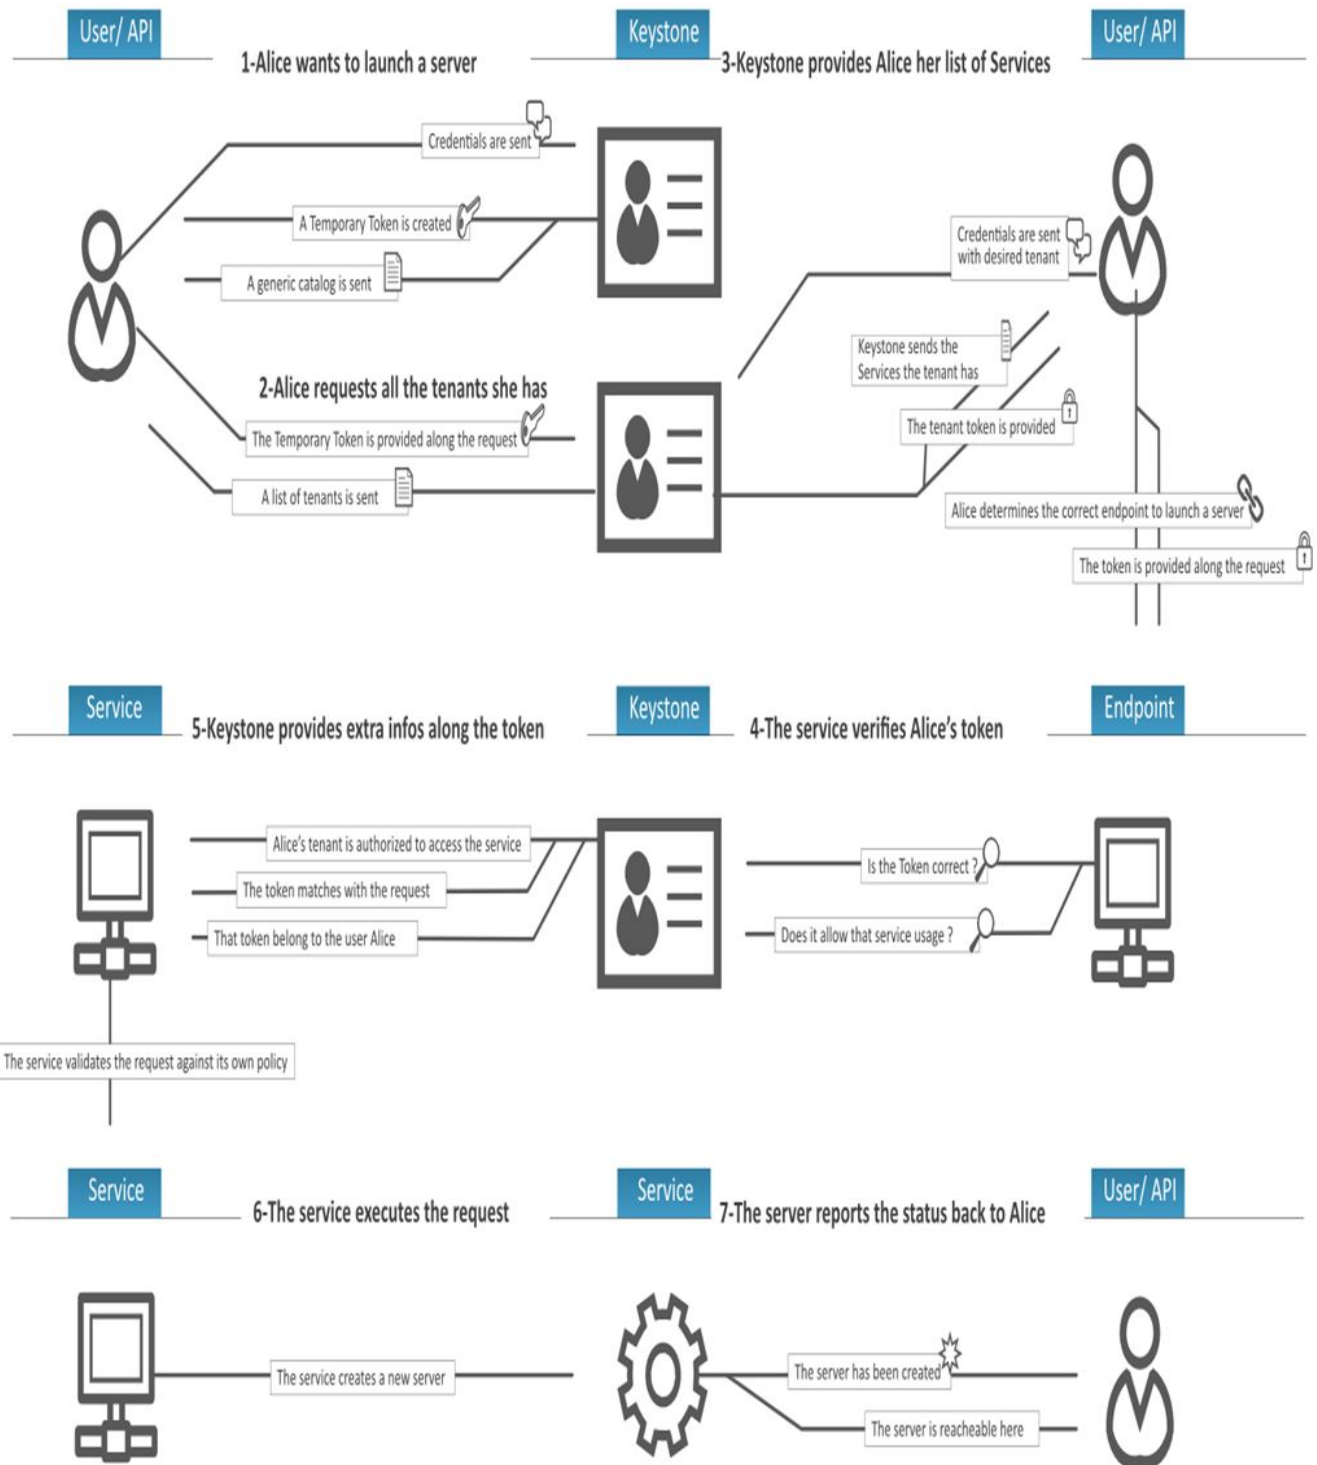 User/ API
Keystone
User/ API
1-Alice wants to launch a server
3-Keystone provides Alice her list of Services
Credentials are sent
A Temporary Token is created
A generic catalog is sent
2-Alice requests all the tenants she has
The Temporary Token is provided along the request
A list of tenants is sent
Credentials are sent
with desired tenant
Keystone sends the
Services the tenant has
The tenant token is provided
Alice determines the correct endpoint to launch a server
The token is provided along the request
Service
Keystone
Endpoint
5-Keystone provides extra infos along the token
4-The service verifies Alice's token
Alice's tenant is authorized to access the service
The token matches with the request
That token belong to the user Alice
Is the Token correct ?
Does it allow that service usage ?
The service validates the request against its own policy
Service
Service
User/ API
6-The service executes the request
7-The server reports the status back to Alice
The service creates a new server
The server has been created
The server is reacheable here